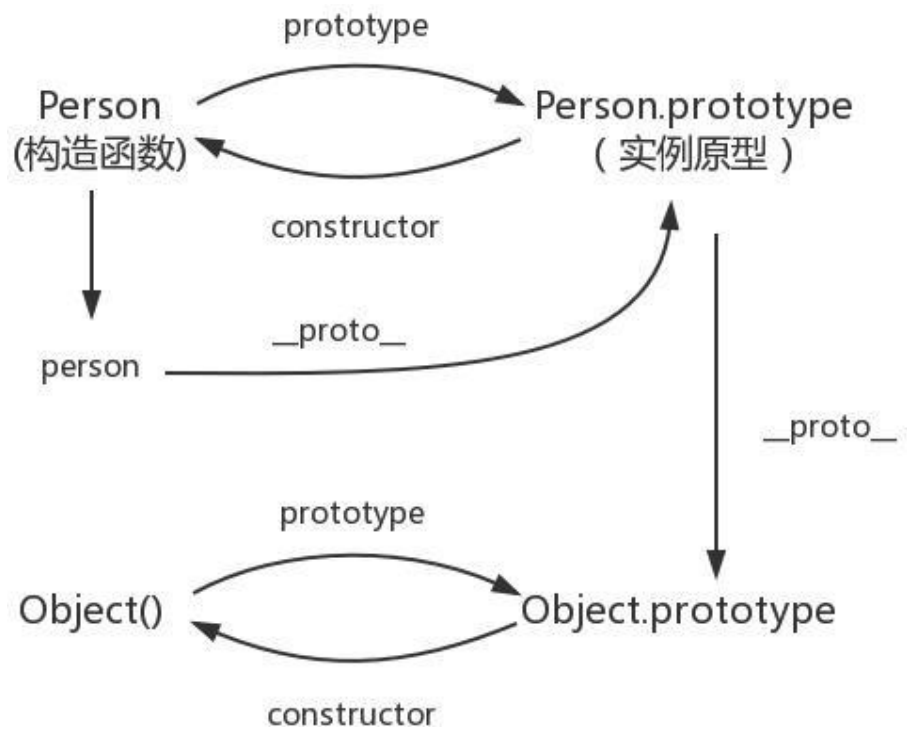 prototype
Person
(构造函数)
Person.prototype
（实例原型）
constructor
__proto__
person
__proto__
prototype
Object()
Object.prototype
constructor